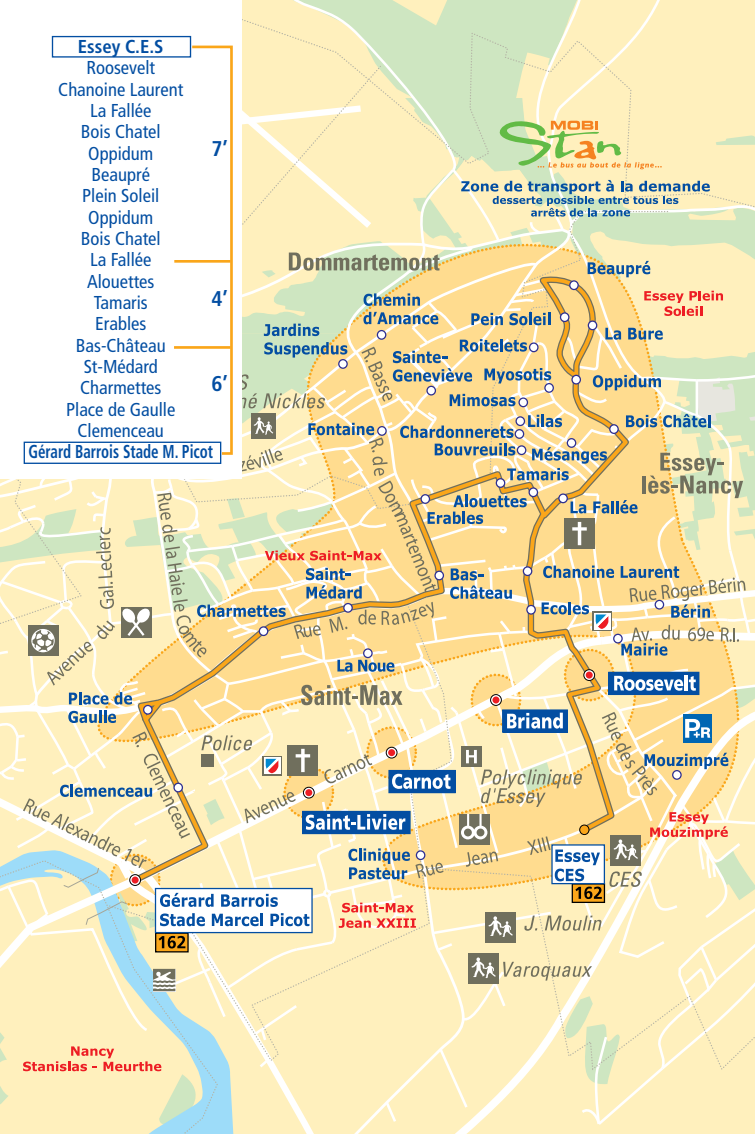 Essey C.E.S
Roosevelt
Chanoine Laurent
La Fallée
Bois Chatel
Oppidum
Beaupré
Plein Soleil
Oppidum
Bois Chatel
La Fallée
Alouettes
Tamaris
Erables
Bas-Château
St-Médard
Charmettes
Place de Gaulle
Clemenceau
Gérard Barrois Stade M. Picot
7’
4’
6’
MOBI
Stan
... Le bus au bout de la ligne...
Zone de transport à la demande
desserte possible entre tous les
arrêts de la zone
Dommartemont
Beaupré
Essey Plein
Soleil
Chemin
d’Amance
Pein Soleil
La Bure
Jardins
Suspendus
R. Basse
Roitelets
Sainte-
Geneviève
Myosotis
Oppidum
S
né Nickles
Mimosas
Fontaine
Chardonnerets
Lilas
Bois Châtel
Bouvreuils
Mésanges
zéville
R. de Dommartemont
Essey-
lès-Nancy
Tamaris
Alouettes
Erables
La Fallée
Rue de la Haie le Comte
Avenue du Gal.Leclerc
Vieux Saint-Max
Saint-
Médard
Bas-
Château
Chanoine Laurent
Rue Roger Bérin
Charmettes
Rue M. de Ranzey
Ecoles
Bérin
Av. du 69e R.I.
Mairie
La Noue
Place de
Gaulle
Saint-Max
Roosevelt
Briand
R. Clemenceau
Police
Rue des Près
P+R
Clemenceau
Avenue Carnot
Carnot
H
Polyclinique
d’Essey
Mouzimpré
Rue Alexandre 1er
Saint-Livier
Essey
Mouzimpré
Clinique
Pasteur
Rue Jean XIII
Essey
CES
162
CES
Gérard Barrois
Stade Marcel Picot
162
Saint-Max
Jean XXIII
J. Moulin
Varoquaux
Nancy
Stanislas - Meurthe